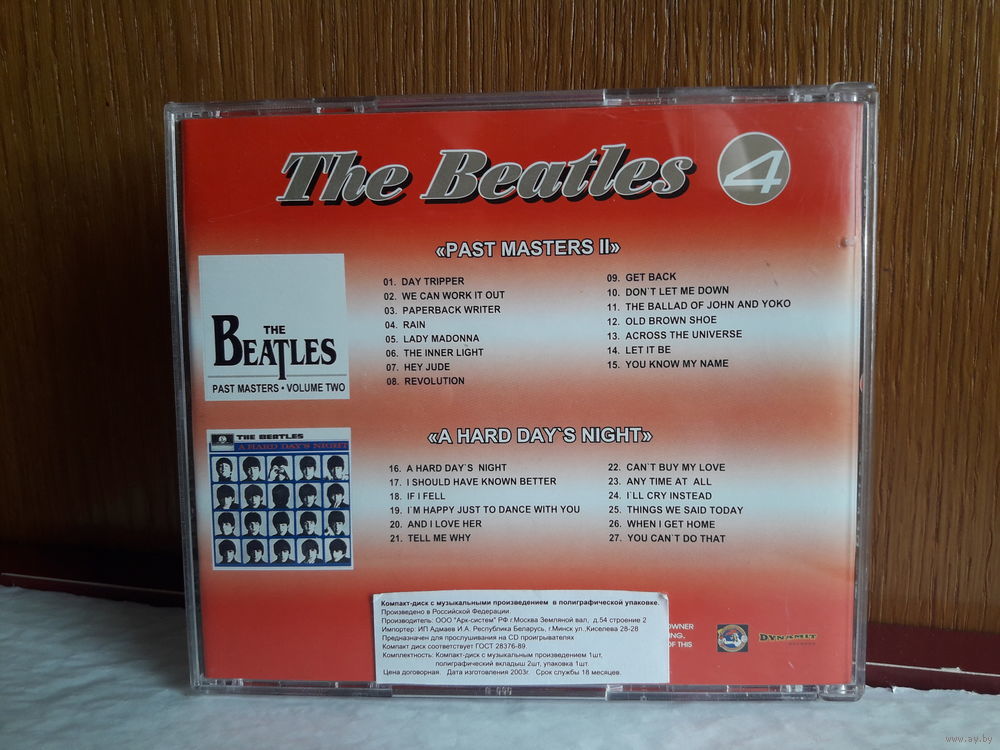 The Beatles 4
«PAST MASTERS II»
THE
BEATLES
PAST MASTERS • VOLUME TWO
01. DAY TRIPPER
02. WE CAN WORK IT OUT
03. PAPERBACK WRITER
04. RAIN
05. LADY MADONNA
06. THE INNER LIGHT
07. HEY JUDE
08. REVOLUTION
09. GET BACK
10. DON`T LET ME DOWN
11. THE BALLAD OF JOHN AND YOKO
12. OLD BROWN SHOE
13. ACROSS THE UNIVERSE
14. LET IT BE
15. YOU KNOW MY NAME
«A HARD DAY`S NIGHT»
THE BEATLES
A HARD DAY'S NIGHT
16. A HARD DAY`S NIGHT
17. I SHOULD HAVE KNOWN BETTER
18. IF I FELL
19. I`M HAPPY JUST TO DANCE WITH YOU
20. AND I LOVE HER
21. TELL ME WHY
22. CAN`T BUY MY LOVE
23. ANY TIME AT ALL
24. I`LL CRY INSTEAD
25. THINGS WE SAID TODAY
26. WHEN I GET HOME
27. YOU CAN`T DO THAT
Компакт-диск с музыкальными произведением в полиграфической упаковке.
Произведено в Российской Федерации.
Производитель: ООО "Арк-систем" РФ г.Москва Земляной вал, д.54 строение 2
Импортер: ИП Адмаев И.А. Республика Беларусь, г.Минск ул.,Киселева 28-28
Предназначен для прослушивания на CD проигрывателях
Компакт диск соответствует ГОСТ 28376-89.
Комплектность: Компакт-диск с музыкальным произведением 1шт,
полиграфический вкладыш 2шт, упаковка 1шт.
Цена договорная. Дата изготовления 2003г. Срок службы 18 месяцев.
OWNER
OF THIS
DYNAMIT
www.ay.by